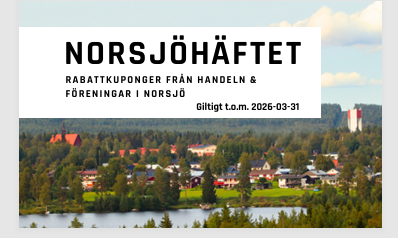 NORSJÖHÄFTET
RABATTKUPONGER FRÅN HANDELN &
FÖRENINGAR I NORSJÖ
Giltigt t.o.m. 2026-03-31